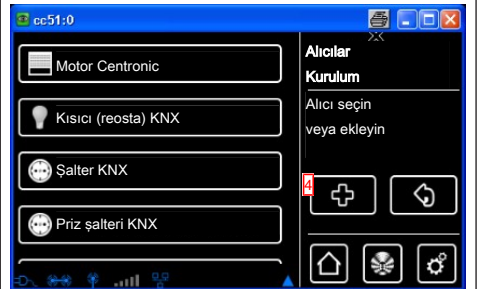 cc51:0
Motor Centronic
Kısıcı (reosta) KNX
Şalter KNX
Priz şalteri KNX
Alıcılar
Kurulum
Alıcı seçin
veya ekleyin
4